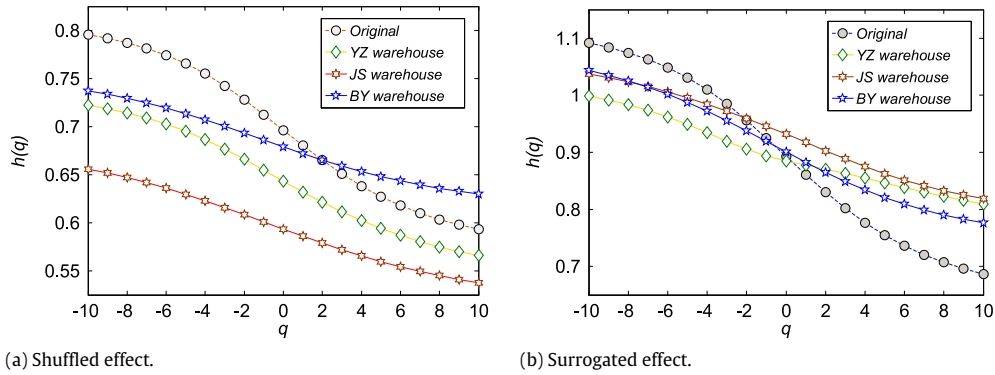 0.8
0.75
0.7
0.65
0.6
0.55
h(q)
-10 -8 -6 -4 -2 0 2 4 6 8 10
q
Original
YZ warehouse
JS warehouse
BY warehouse
(a) Shuffled effect.
1.1
1
0.9
0.8
0.7
h(q)
-10 -8 -6 -4 -2 0 2 4 6 8 10
q
Original
YZ warehouse
JS warehouse
BY warehouse
(b) Surrogated effect.